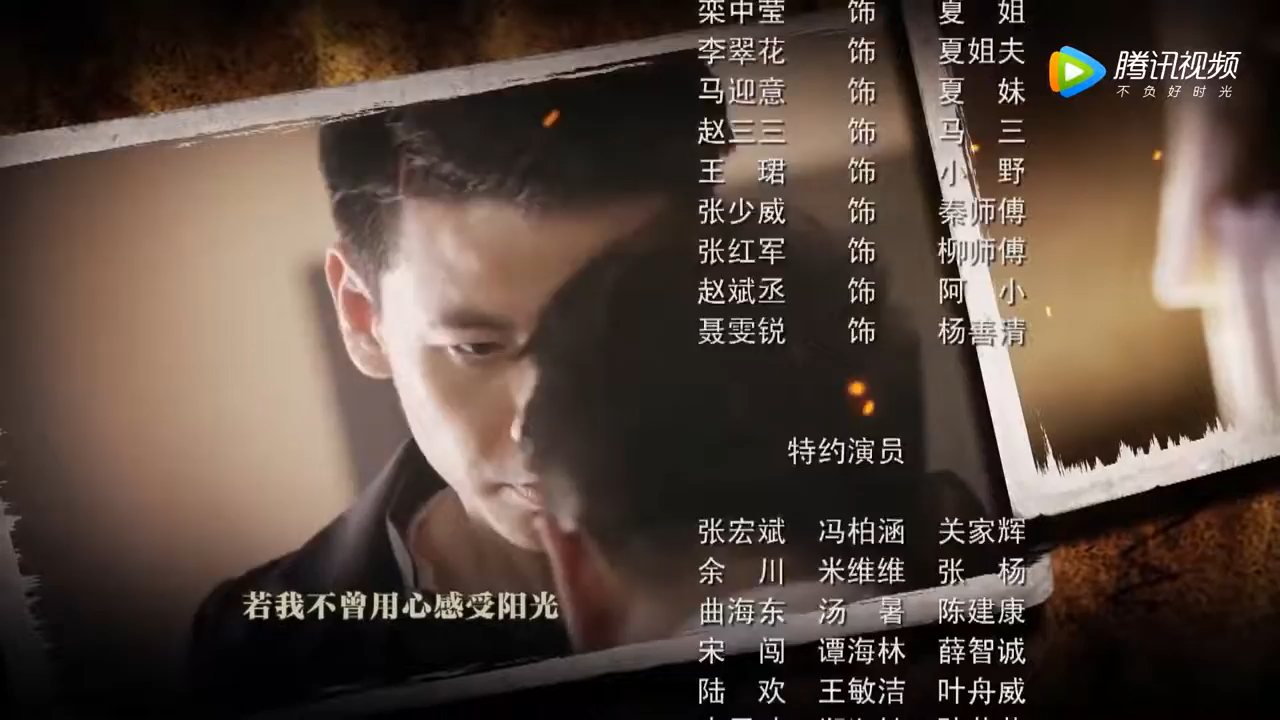 栾中莹 饰 夏 姐
李翠花 饰 夏姐夫
马迎意 饰 夏 妹
赵三三 饰 马 三
王 珺 饰 小 野
张少威 饰 秦师傅
张红军 饰 柳师傅
赵斌丞 饰 阿 小
聂雯锐 饰 杨善清
腾讯视频
不负好时光
特约演员
张宏斌 冯柏涵 关家辉
余 川 米维维 张 杨
曲海东 汤 暑 陈建康
宋 闯 谭海林 薛智诚
陆 欢 王敏洁 叶舟威
若我不曾用心感受阳光